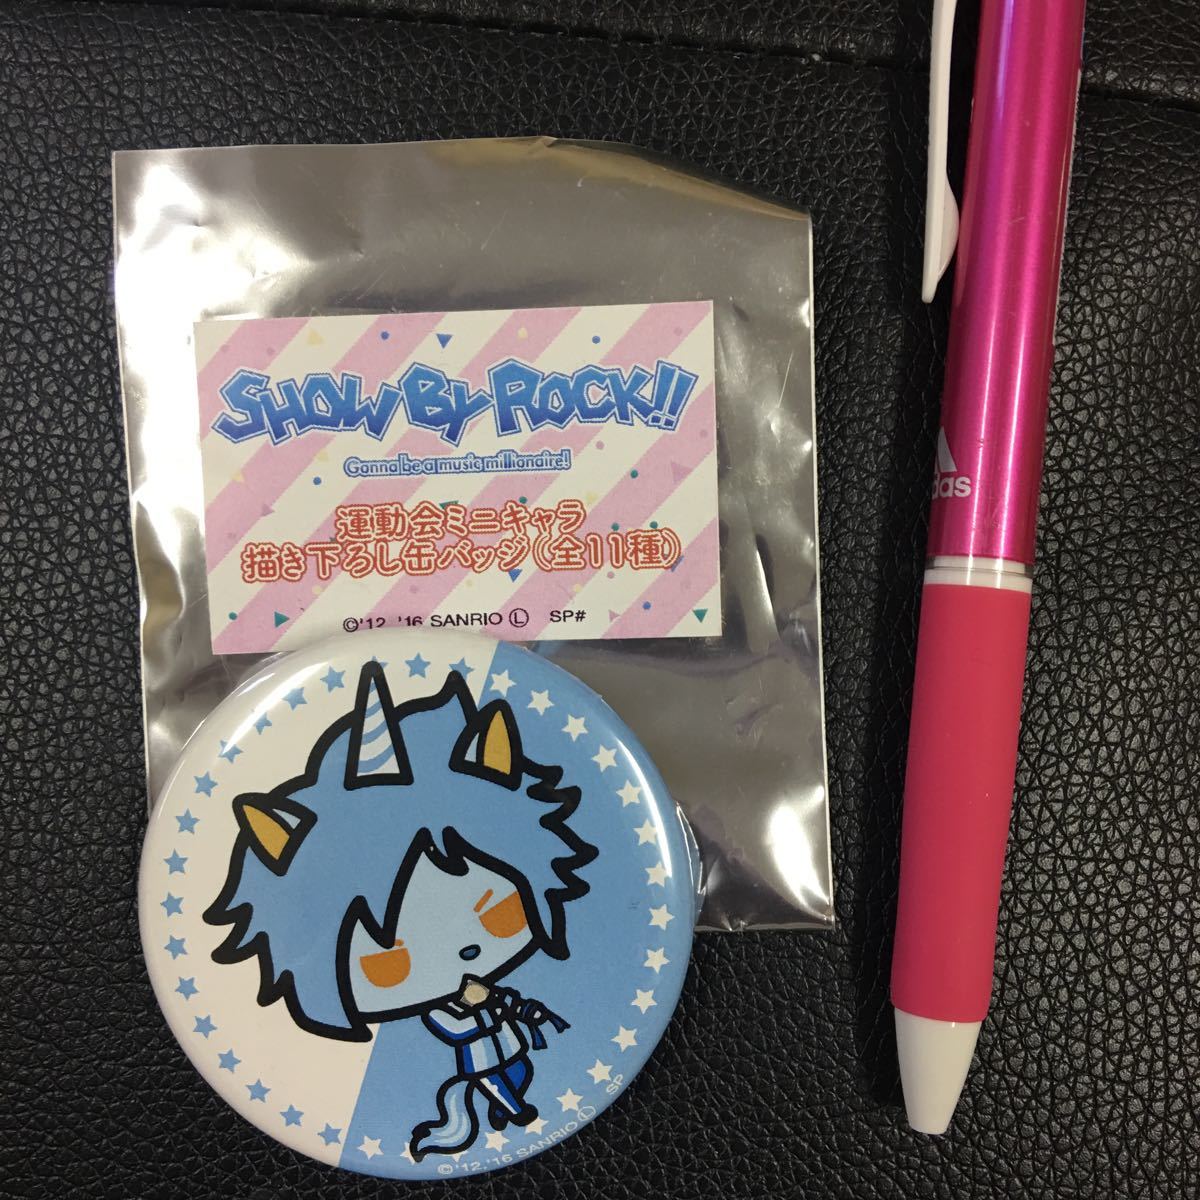 SHOW BY ROCK!!
Gonna be a music millionaire!
運動会ミニキャラ
描き下ろし缶バッジ(全11種)
©'12,'16 SANRIO Ⓛ SP#
das
©'12,'16 SANRIO Ⓛ SP